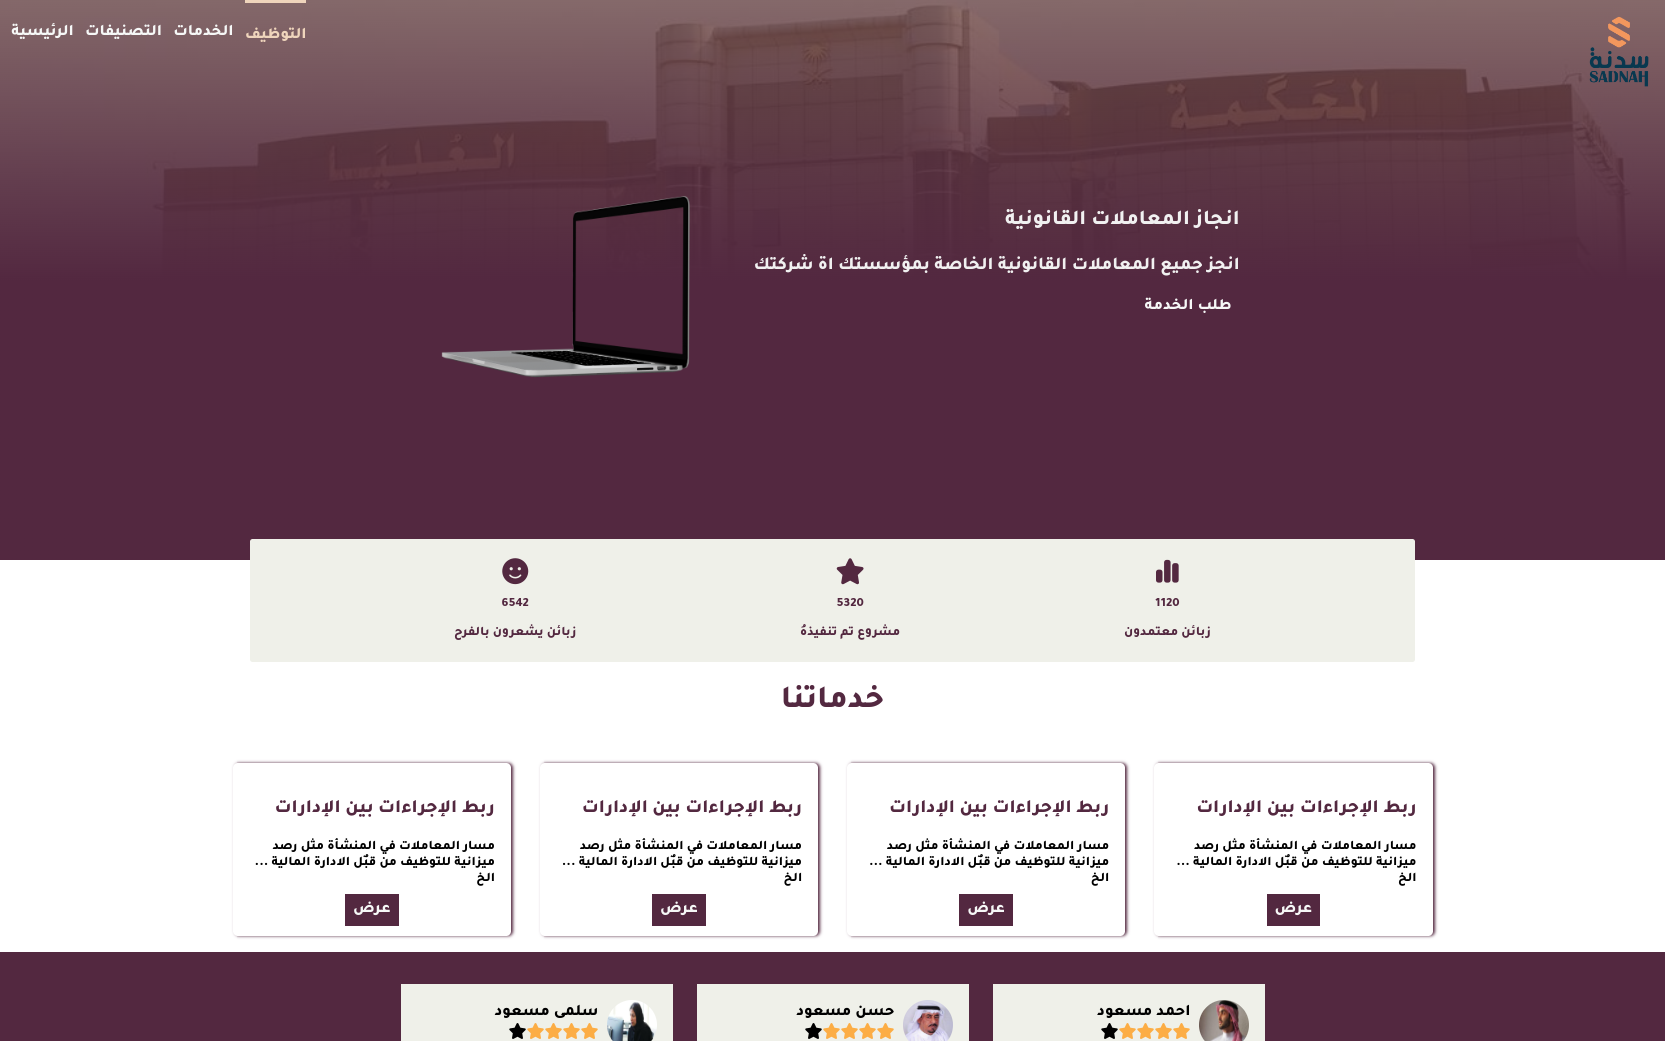 سدنة
SADNAH
التوظيف الخدمات التصنيفات الرئيسية
المحكمة
العليا
انجاز المعاملات القانونية
انجز جميع المعاملات القانونية الخاصة بمؤسستك اة شركتك
طلب الخدمة
1120
زبائن معتمدون
5320
مشروع تم تنفيذهُ
6542
زبائن يشعرون بالفرح
خدماتنا
ربط الإجراءات بين الإدارات
مسار المعاملات في المنشأة مثل رصد
ميزانية للتوظيف من قبٌل الادارة المالية ...
الخ
عرض
ربط الإجراءات بين الإدارات
مسار المعاملات في المنشأة مثل رصد
ميزانية للتوظيف من قبٌل الادارة المالية ...
الخ
عرض
ربط الإجراءات بين الإدارات
مسار المعاملات في المنشأة مثل رصد
ميزانية للتوظيف من قبٌل الادارة المالية ...
الخ
عرض
ربط الإجراءات بين الإدارات
مسار المعاملات في المنشأة مثل رصد
ميزانية للتوظيف من قبٌل الادارة المالية ...
الخ
عرض
احمد مسعود
حسن مسعود
سلمى مسعود